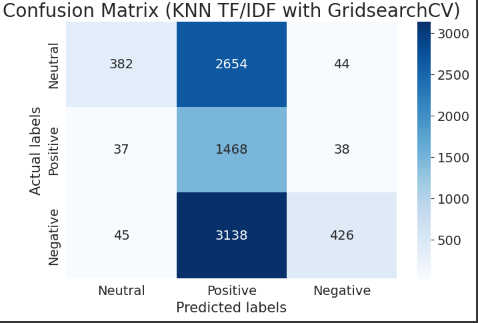 Confusion Matrix (KNN TF/IDF with GridsearchCV)
Actual labels
Neutral 382 2654 44
Positive 37 1468 38
Negative 45 3138 426
Neutral Positive Negative
Predicted labels
3000
2500
2000
1500
1000
500